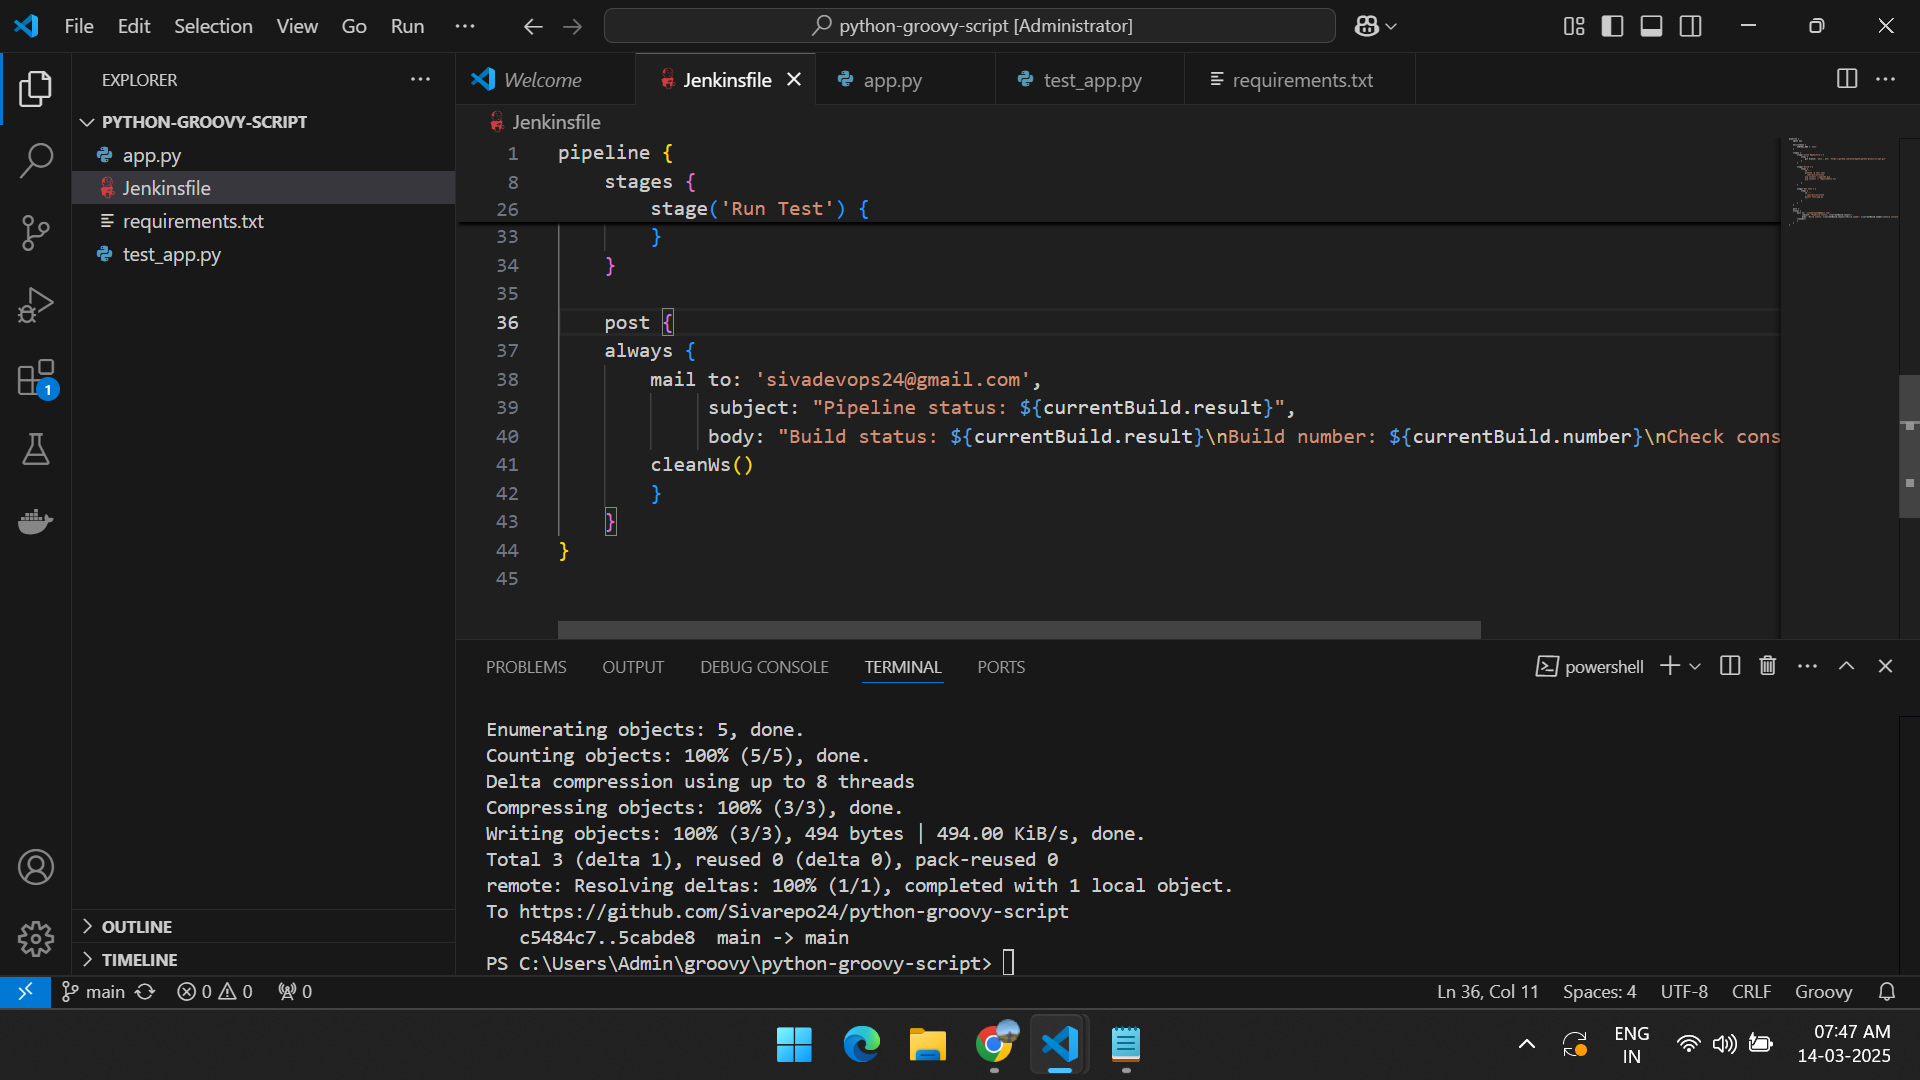 File Edit Selection View Go Run
python-groovy-script [Administrator]
EXPLORER
PYTHON-GROOVY-SCRIPT
app.py
Jenkinsfile
requirements.txt
test_app.py
OUTLINE
TIMELINE
Welcome
Jenkinsfile
app.py
test_app.py
requirements.txt
Jenkinsfile
1 pipeline {
8 stages {
26 stage('Run Test') {
33 }
34 }
35
36 post {
37 always {
38 mail to: 'sivadevops24@gmail.com',
39 subject: "Pipeline status: ${currentBuild.result}",
40 body: "Build status: ${currentBuild.result}\nBuild number: ${currentBuild.number}\nCheck cons
41 cleanWs()
42 }
43 }
44 }
45
PROBLEMS OUTPUT DEBUG CONSOLE TERMINAL PORTS
powershell
Enumerating objects: 5, done.
Counting objects: 100% (5/5), done.
Delta compression using up to 8 threads
Compressing objects: 100% (3/3), done.
Writing objects: 100% (3/3), 494 bytes | 494.00 KiB/s, done.
Total 3 (delta 1), reused 0 (delta 0), pack-reused 0
remote: Resolving deltas: 100% (1/1), completed with 1 local object.
To https://github.com/Sivarepo24/python-groovy-script
c5484c7..5cabde8 main -> main
PS C:\Users\Admin\groovy\python-groovy-script>
1
main 0 0 0
Ln 36, Col 11 Spaces: 4 UTF-8 CRLF Groovy
ENG
IN
07:47 AM
14-03-2025